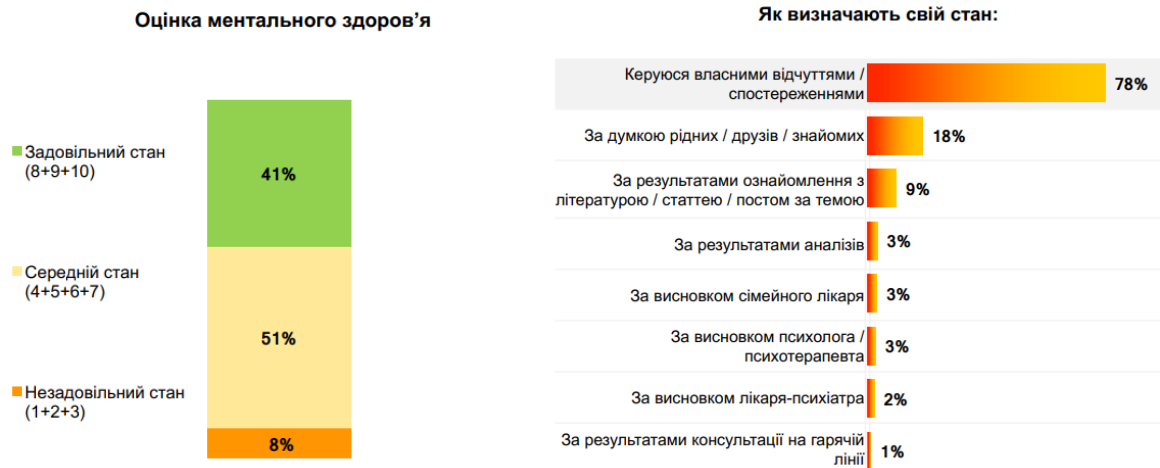 Оцінка ментального здоров’я
Задовільний стан
(8+9+10)
41%
Середній стан
(4+5+6+7)
51%
Незадовільний стан
(1+2+3)
8%
Як визначають свій стан:
Керуюся власними відчуттями /
спостереженнями
78%
За думкою рідних / друзів / знайомих
18%
За результатами ознайомлення з
літературою / статтею / постом за темою
9%
За результатами аналізів
3%
За висновком сімейного лікаря
3%
За висновком психолога /
психотерапевта
3%
За висновком лікаря-психіатра
2%
За результатами консультації на гарячій
лінії
1%